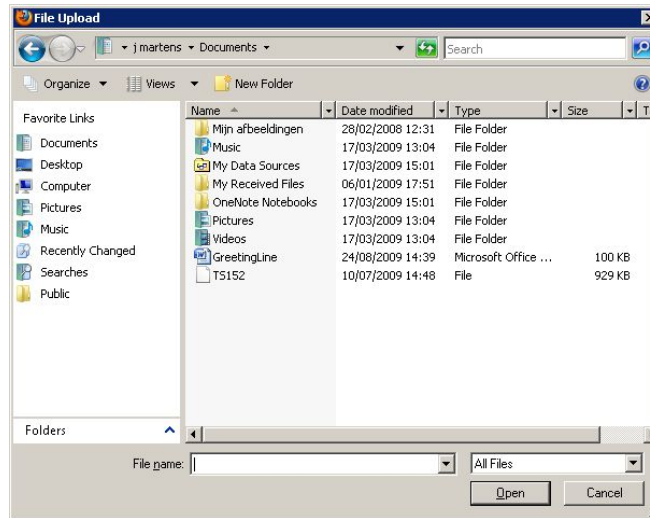 File Upload
j martens Documents Search
Organize Views New Folder
Favorite Links
Documents
Desktop
Computer
Pictures
Music
Recently Changed
Searches
Public
Folders
Name Date modified Type Size T
Mijn afbeeldingen 28/02/2008 12:31 File Folder
Music 17/03/2009 13:04 File Folder
My Data Sources 17/03/2009 15:01 File Folder
My Received Files 06/01/2009 17:51 File Folder
OneNote Notebooks 17/03/2009 15:01 File Folder
Pictures 17/03/2009 13:04 File Folder
Videos 17/03/2009 13:04 File Folder
GreetingLine 24/08/2009 14:39 Microsoft Office ... 100 KB
TS152 10/07/2009 14:48 File 929 KB
File name: All Files
Open Cancel